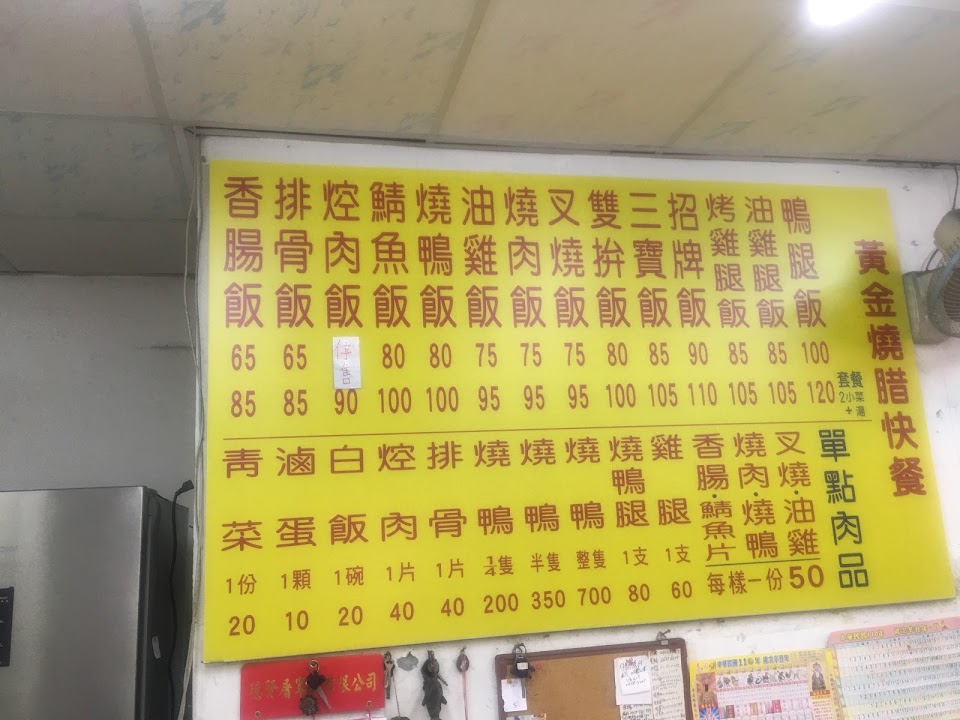 黃金燒腊快餐
鴨腿飯 100 120
油雞腿飯 85 105
烤雞腿飯 85 105
招牌飯 90 110
三寶飯 85 105
雙拚飯 80 100
叉燒飯 75 95
燒肉飯 75 95
油雞飯 75 95
燒鴨飯 80 100
鯖魚飯 80 100
焢肉飯 停售 90
排骨飯 65 85
香腸飯 65 85
套餐
2小菜
+湯
單點肉品
叉燒·油雞
燒肉·燒鴨
香腸·鯖魚片
每樣一份50
雞腿 1支 60
燒鴨腿 1支 80
燒鴨 整隻 700
燒鴨 半隻 350
燒鴨 ¼隻 200
排骨 1片 40
焢肉 1片 40
白飯 1碗 20
滷蛋 1顆 10
青菜 1份 20
限公司